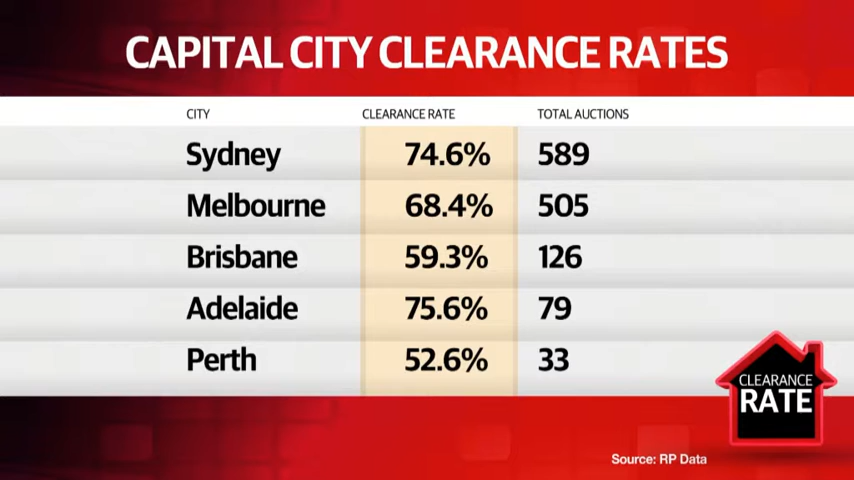 CAPITAL CITY CLEARANCE RATES
CITY CLEARANCE RATE TOTAL AUCTIONS
Sydney 74.6% 589
Melbourne 68.4% 505
Brisbane 59.3% 126
Adelaide 75.6% 79
Perth 52.6% 33
CLEARANCE
RATE
Source: RP Data